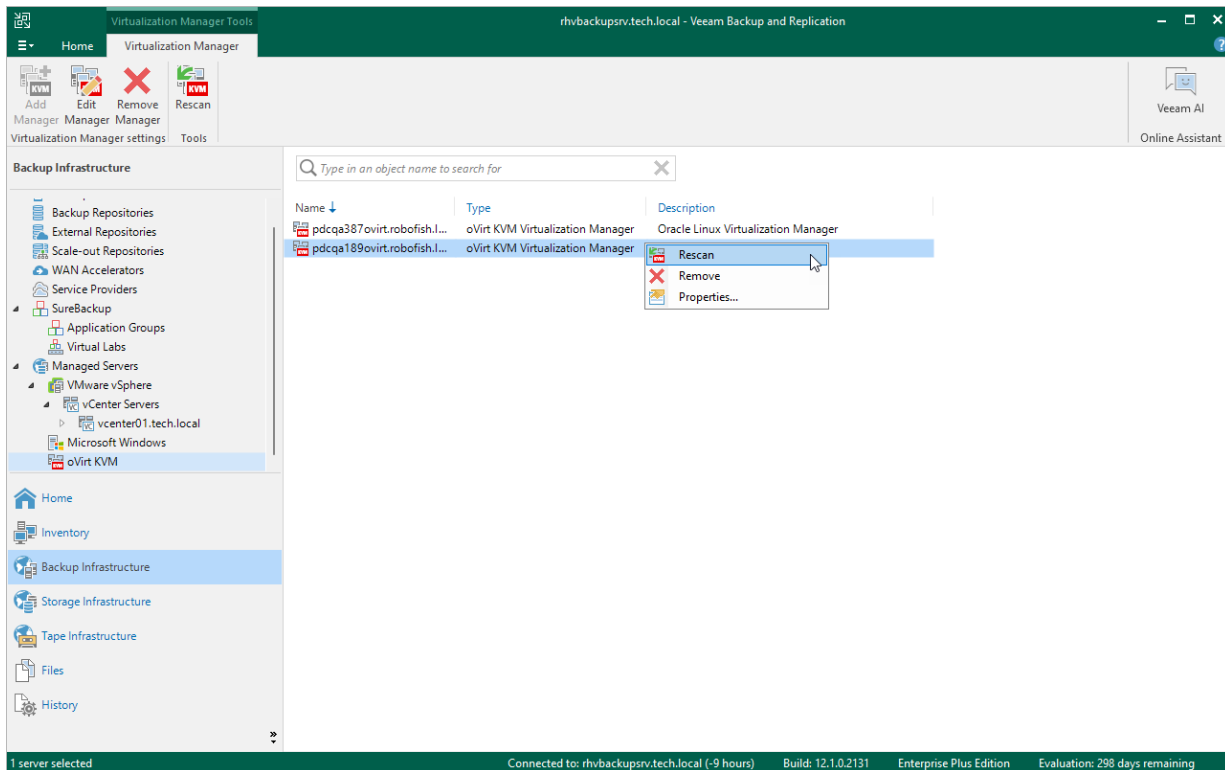 Virtualization Manager Tools
rhvbackupsrv.tech.local - Veeam Backup and Replication
Home
Virtualization Manager
KVM
KVM
Add Manager
Edit Manager
Remove Manager
Rescan
Veeam AI
Virtualization Manager settings
Tools
Online Assistant
Backup Infrastructure
Type in an object name to search for
Backup Repositories
External Repositories
Scale-out Repositories
WAN Accelerators
Service Providers
SureBackup
Application Groups
Virtual Labs
Managed Servers
VMware vSphere
vCenter Servers
vcenter01.tech.local
Microsoft Windows
oVirt KVM
Name Type Description
pdcqa387ovirt.robofish.l... oVirt KVM Virtualization Manager Oracle Linux Virtualization Manager
pdcqa189ovirt.robofish.l... oVirt KVM Virtualization Manager
Rescan
Remove
Properties...
Home
Inventory
Backup Infrastructure
Storage Infrastructure
Tape Infrastructure
Files
History
1 server selected
Connected to: rhvbackupsrv.tech.local (-9 hours)
Build: 12.1.0.2131
Enterprise Plus Edition
Evaluation: 298 days remaining